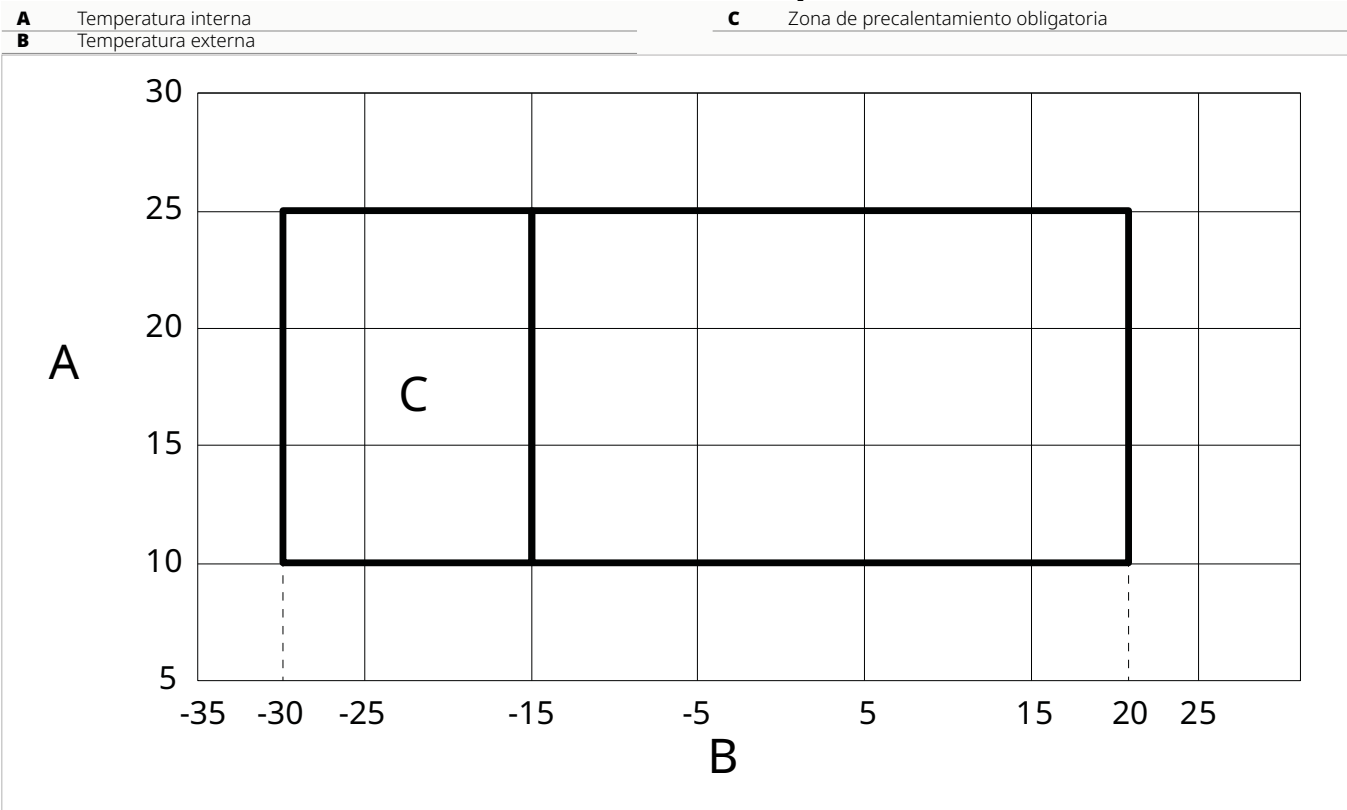 A Temperatura interna
B Temperatura externa
C Zona de precalentamiento obligatoria
30
25
20
A
C
15
10
5
-35 -30 -25 -15 -5 5 15 20 25
B